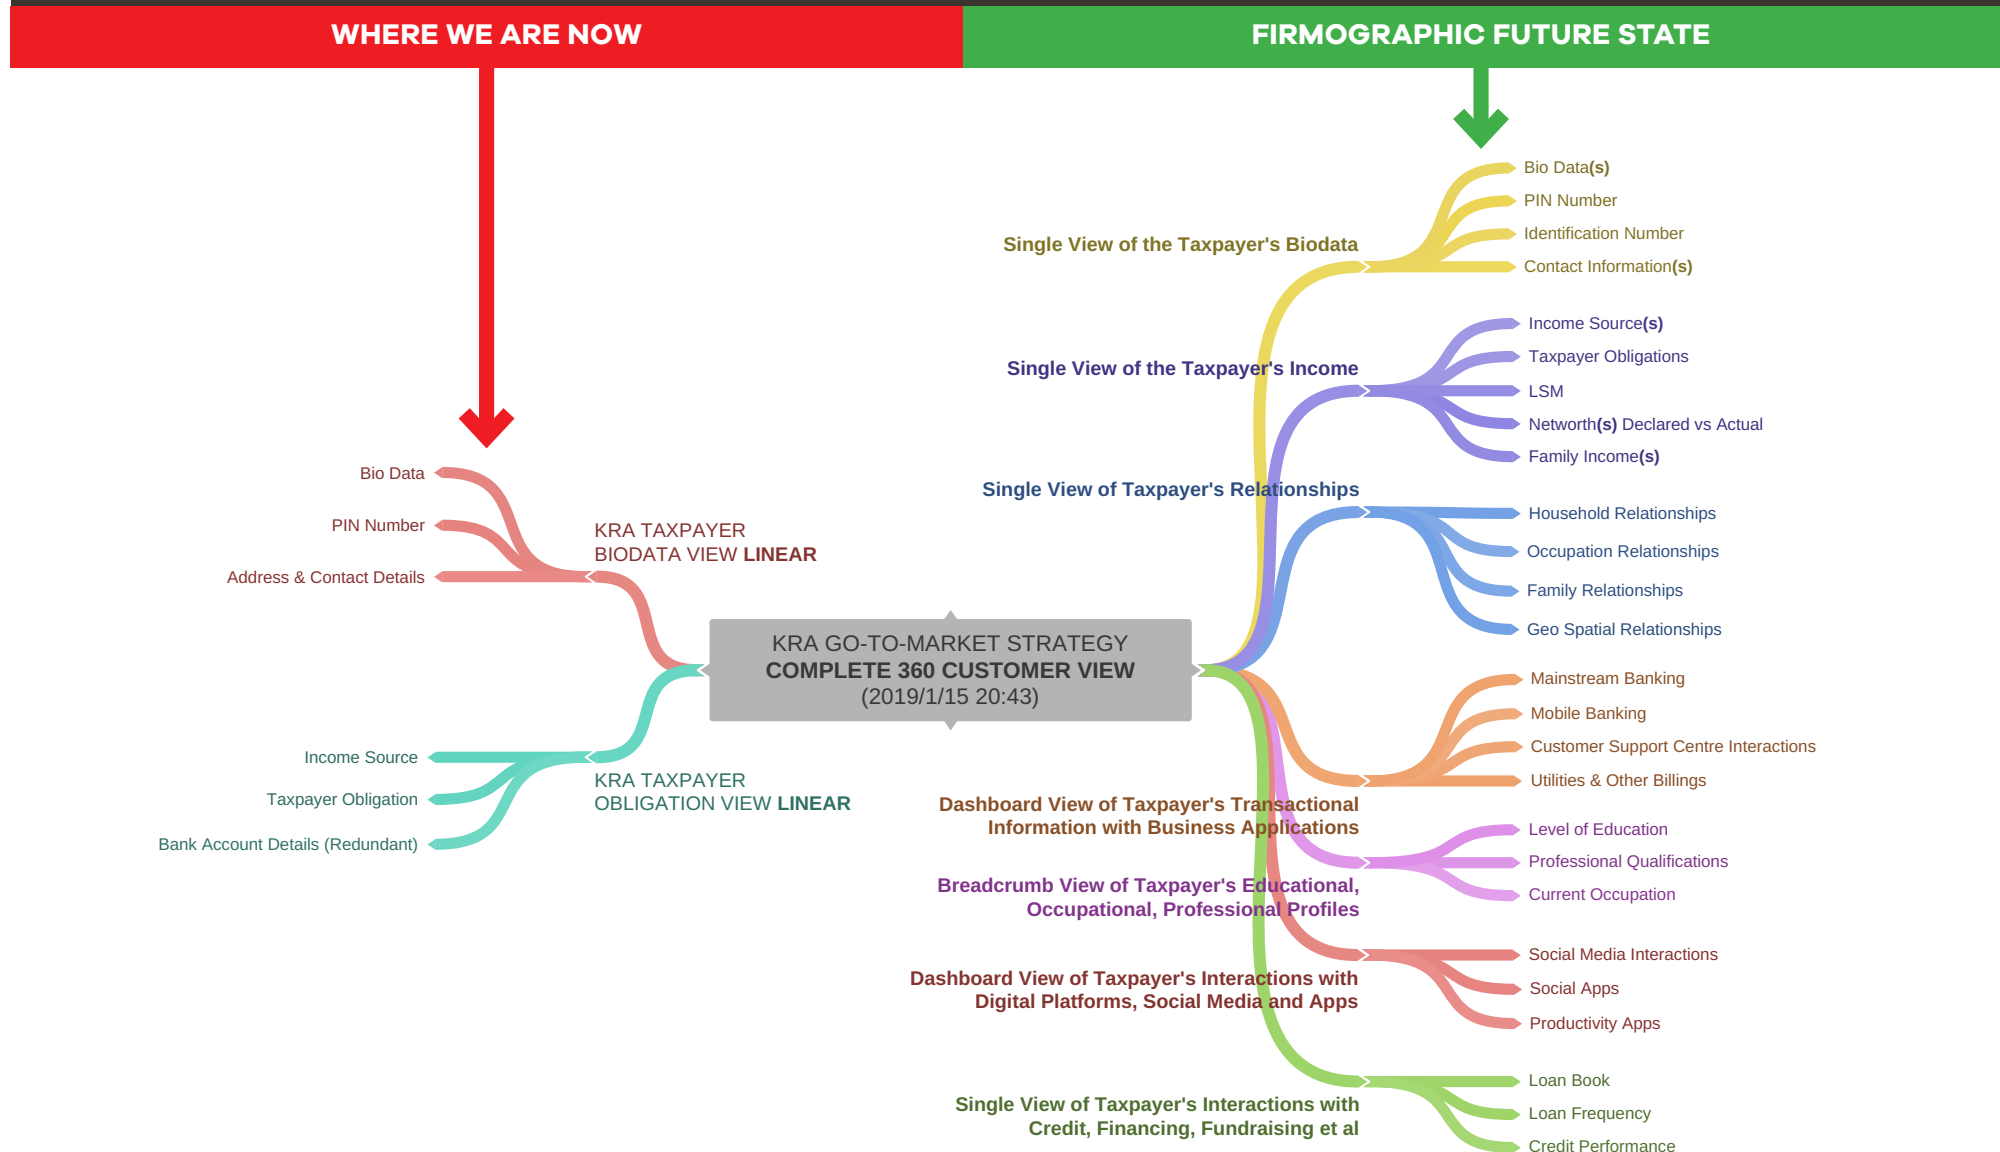 WHERE WE ARE NOW
FIRMOGRAPHIC FUTURE STATE
Bio Data
PIN Number
Address & Contact Details
KRA TAXPAYER
BIODATA VIEW LINEAR
Income Source
Taxpayer Obligation
Bank Account Details (Redundant)
KRA TAXPAYER
OBLIGATION VIEW LINEAR
KRA GO-TO-MARKET STRATEGY
COMPLETE 360 CUSTOMER VIEW
(2019/1/15 20:43)
Single View of the Taxpayer's Biodata
Bio Data(s)
PIN Number
Identification Number
Contact Information(s)
Single View of the Taxpayer's Income
Income Source(s)
Taxpayer Obligations
LSM
Networth(s) Declared vs Actual
Family Income(s)
Single View of Taxpayer's Relationships
Household Relationships
Occupation Relationships
Family Relationships
Geo Spatial Relationships
Dashboard View of Taxpayer's Transactional
Information with Business Applications
Mainstream Banking
Mobile Banking
Customer Support Centre Interactions
Utilities & Other Billings
Breadcrumb View of Taxpayer's Educational,
Occupational, Professional Profiles
Level of Education
Professional Qualifications
Current Occupation
Dashboard View of Taxpayer's Interactions with
Digital Platforms, Social Media and Apps
Social Media Interactions
Social Apps
Productivity Apps
Single View of Taxpayer's Interactions with
Credit, Financing, Fundraising et al
Loan Book
Loan Frequency
Credit Performance